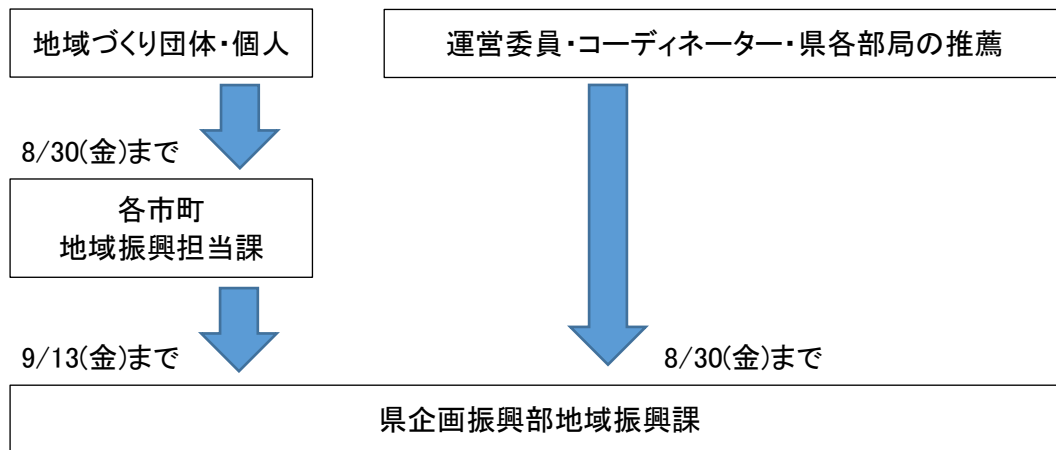 地域づくり団体・個人
運営委員・コーディネーター・県各部局の推薦
8/30(金)まで
各市町
地域振興担当課
9/13(金)まで
8/30(金)まで
県企画振興部地域振興課